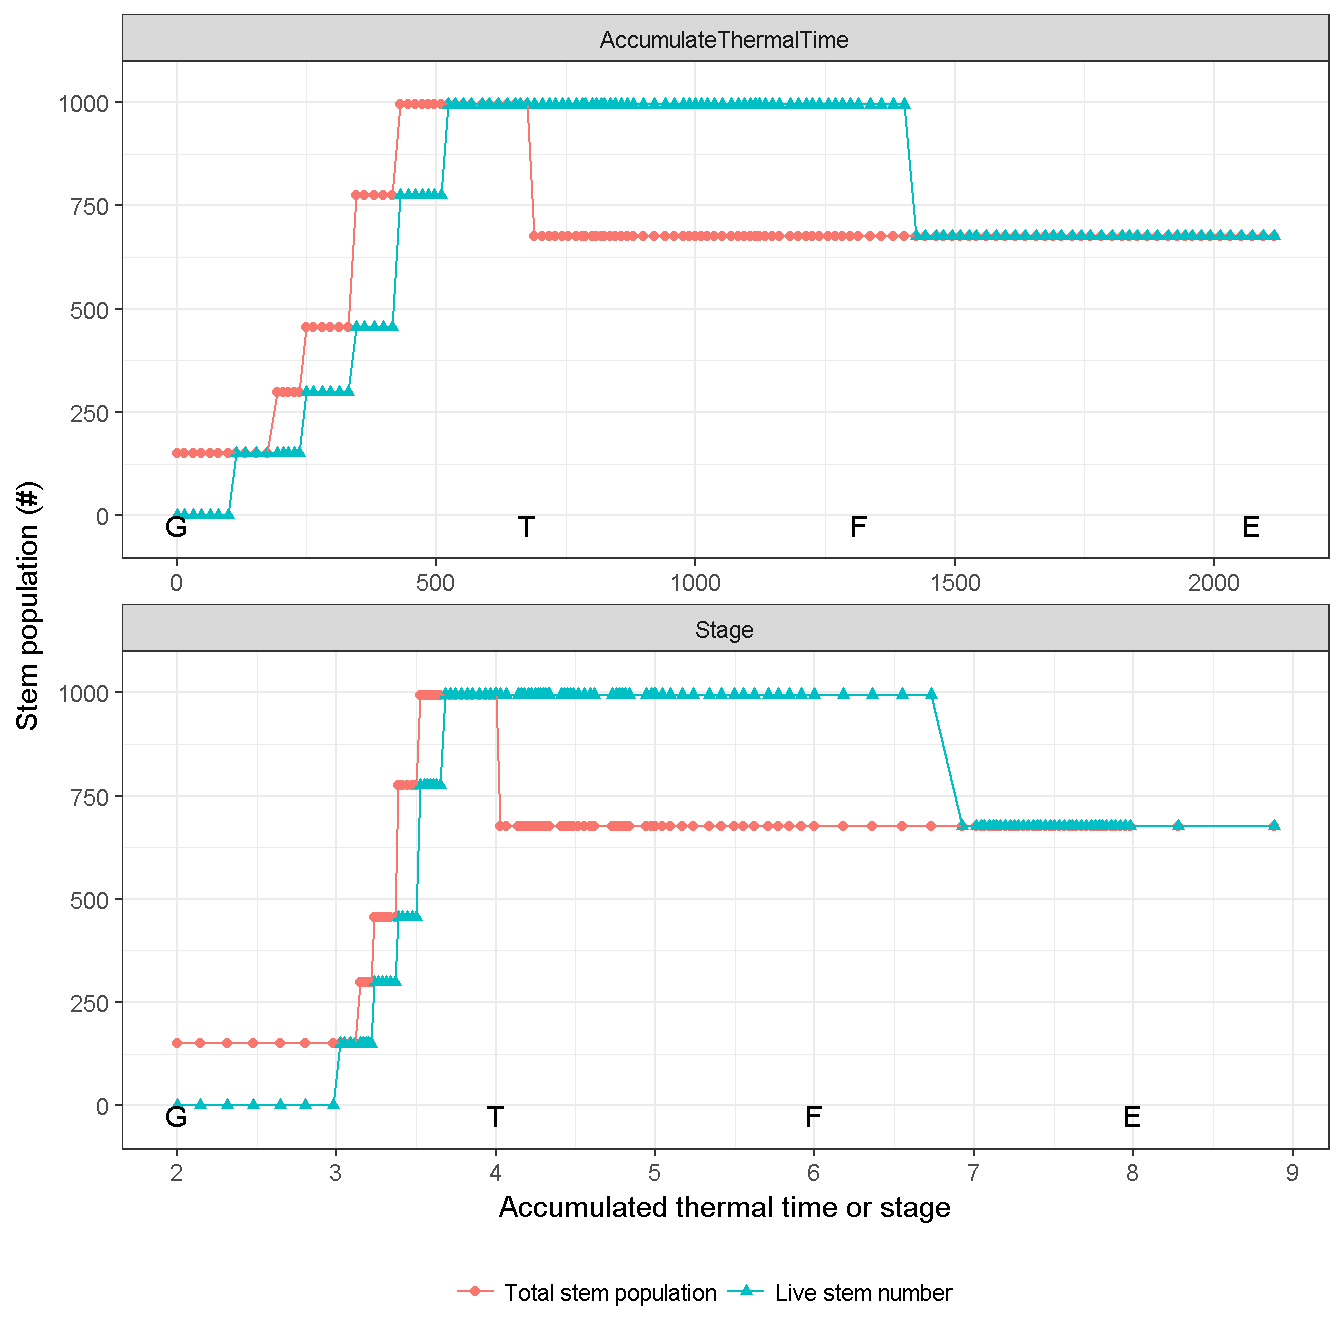 AccumulateThermalTime
1000
750
500
250
0
G T F E
0 500 1000 1500 2000
Stem population (#)
Stage
1000
750
500
250
0
G T F E
2 3 4 5 6 7 8 9
Accumulated thermal time or stage
Total stem population Live stem number